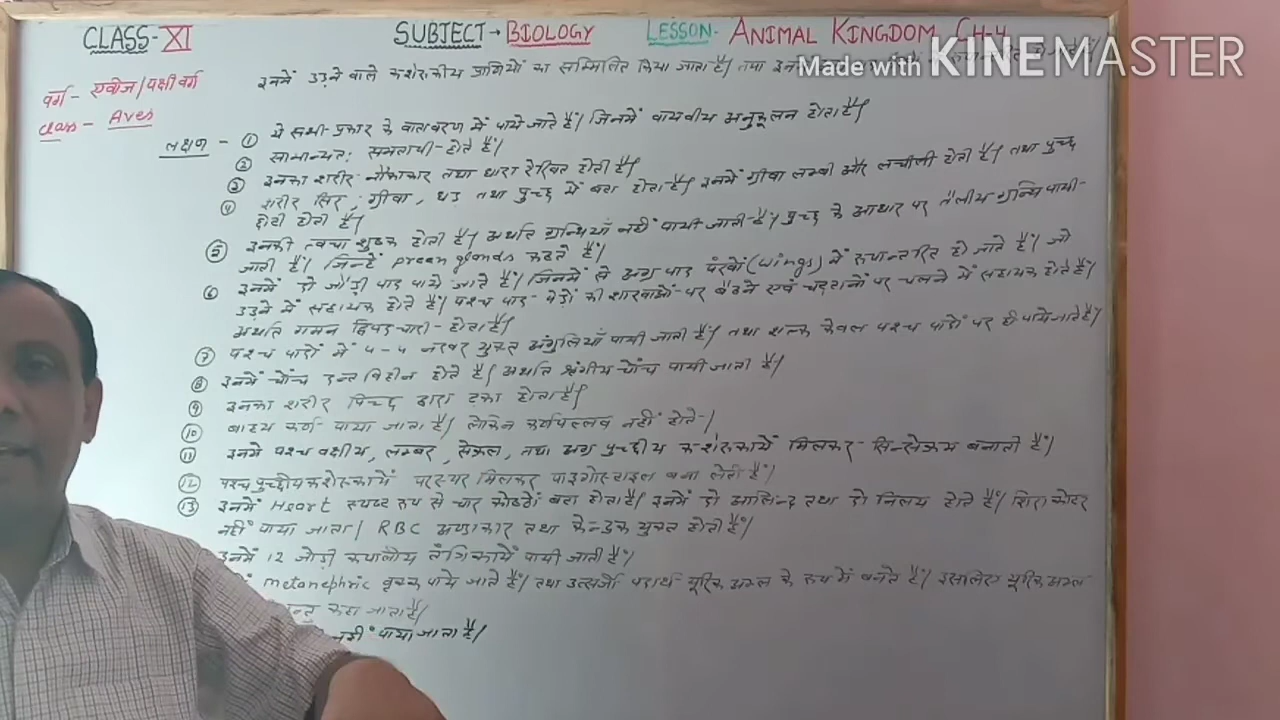 CLASS-XI SUBJECT→BIOLOGY LESSON- ANIMAL KINGDOM CH-4
Made with KINEMASTER
वर्ग - एवीज/पक्षी वर्ग
Class - Aves
इनमें उड़ने वाले कशेरूकीय प्राणियों का सम्मिलित किया जाता है। तथा
लक्षण - ① ये सभी प्रकार के वातावरण में पाये जाते हैं। जिनमें वायवीय अनुकूलन होता है।
② सामान्यत: समतापी होते हैं।
③ इनका शरीर नौकाकार तथा धारा रेखित होती है।
④ शरीर सिर, ग्रीवा, धड तथा पुच्छ में बटा होता है। इनमें ग्रीवा लम्बी और लचीली होती है। तथा पुच्छ
छोटी होती है।
⑤ इनकी त्वचा शुष्क होती है। अर्थात ग्रन्थियाँ नहीं पायी जाती है। पुच्छ के आधार पर तैलीय ग्रन्थि पायी-
जाती है। जिन्हें preen glands कहते हैं।
⑥ इनमें दो जोड़ी पाद पाये जाते हैं। जिनमें से अग्र पाद पंखों (wings) में रूपान्तरित हो जाते हैं। जो
उड़ने में सहायक होते हैं। पश्च पाद- पेड़ों की शाखाओं-पर बैठने एवं चट्टानों पर चलने में सहायक होते हैं।
अर्थात गमन द्विपदचारी-होता है।
⑦ पश्च पादों में 4-4 नखर युक्त अंगुलियाँ पायी जाती है। तथा शल्क केवल पश्च पादों पर ही पाये जाते है।
⑧ इनमें चोंच दन्त विहीन होते है। अर्थात श्रंगीय चोंच पायी जाती है।
⑨ इनका शरीर पिच्छ द्वारा ढका होता है।
⑩ बाह्य कर्ण- पाया जाता है। लेकिन कर्णपल्लव नहीं होते-।
⑪ इनमे पश्च वक्षीय, लम्बर, सेक्रल, तथा अग्र पुच्छीय कशेरूकायें मिलकर- सिन्सेक्रम बनाती है।
⑫ पश्च पुच्छीय कशेरूकायें परस्पर मिलकर पाइगोस्टाइल बना लेती है।
⑬ इनमें Heart स्पष्ट रूप से चार कोष्ठों बटा होता है। इनमें दो आलिन्द तथा दो निलय होते हैं। शिरा कोटर
नहीं पाया जाता। RBC अण्डाकार तथा केन्द्रक युक्त होती है।
इनमें 12 जोडी कपालीय तंत्रिकायें पायी जाती है।
metanephric वृक्क पाये जाते हैं। तथा उत्सर्जी पदार्थ- यूरिक अम्ल के रूप में बनते हैं। इसलिए यूरिक अम्ल
कहा जाता है।
नहीं पाया जाता है।